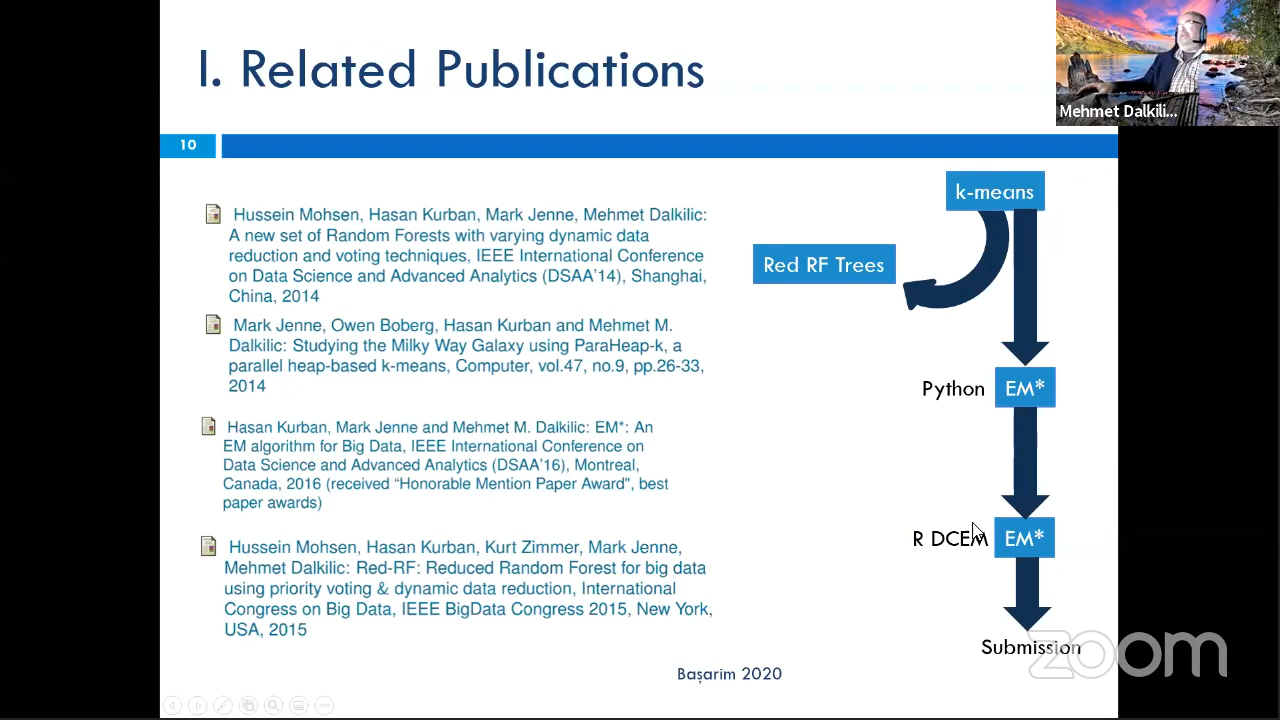 I. Related Publications
Mehmet Dalkili...
10
Hussein Mohsen, Hasan Kurban, Mark Jenne, Mehmet Dalkilic:
A new set of Random Forests with varying dynamic data
reduction and voting techniques, IEEE International Conference
on Data Science and Advanced Analytics (DSAA'14), Shanghai,
China, 2014
Mark Jenne, Owen Boberg, Hasan Kurban and Mehmet M.
Dalkilic: Studying the Milky Way Galaxy using ParaHeap-k, a
parallel heap-based k-means, Computer, vol.47, no.9, pp.26-33,
2014
Hasan Kurban, Mark Jenne and Mehmet M. Dalkilic: EM*: An
EM algorithm for Big Data, IEEE International Conference on
Data Science and Advanced Analytics (DSAA'16), Montreal,
Canada, 2016 (received “Honorable Mention Paper Award", best
paper awards)
Hussein Mohsen, Hasan Kurban, Kurt Zimmer, Mark Jenne,
Mehmet Dalkilic: Red-RF: Reduced Random Forest for big data
using priority voting & dynamic data reduction, International
Congress on Big Data, IEEE BigData Congress 2015, New York,
USA, 2015
k-means
Red RF Trees
Python EM*
R DCEM EM*
Submission
Başarim 2020
zoom